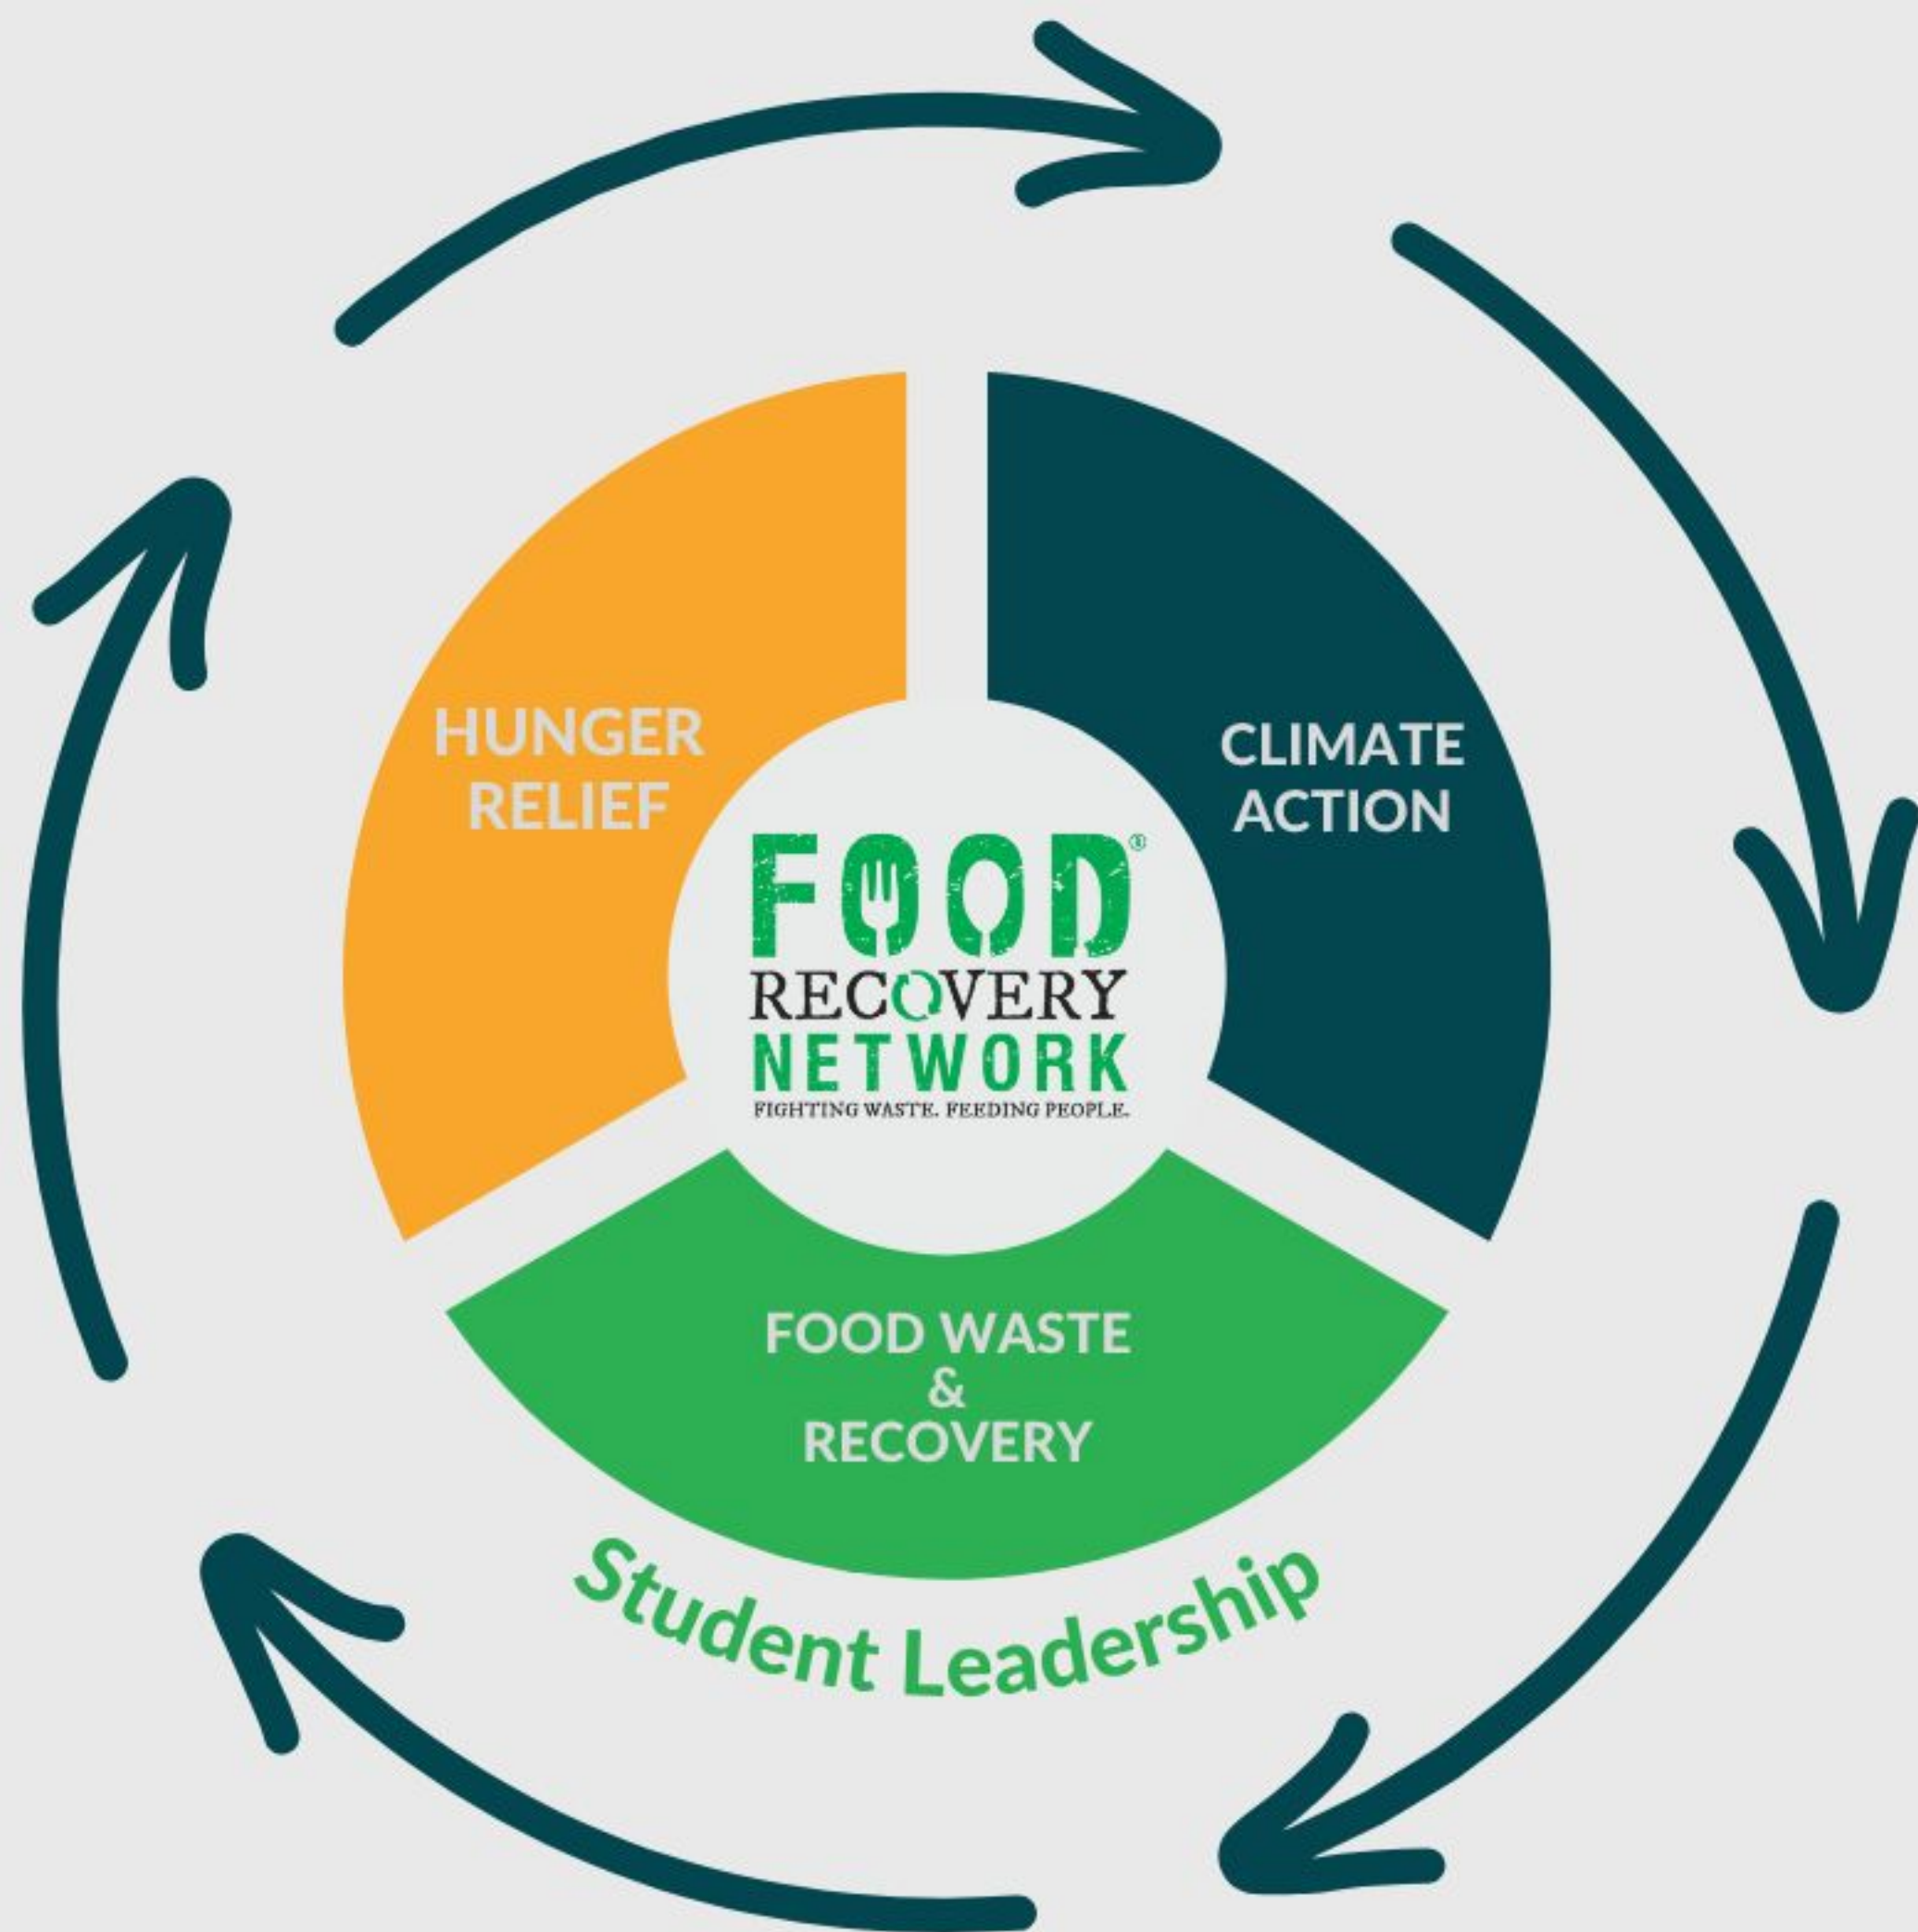 HUNGER
RELIEF
CLIMATE
ACTION
FOOD®
RECOVERY
NETWORK
FIGHTING WASTE. FEEDING PEOPLE.
FOOD WASTE
&
RECOVERY
Student Leadership